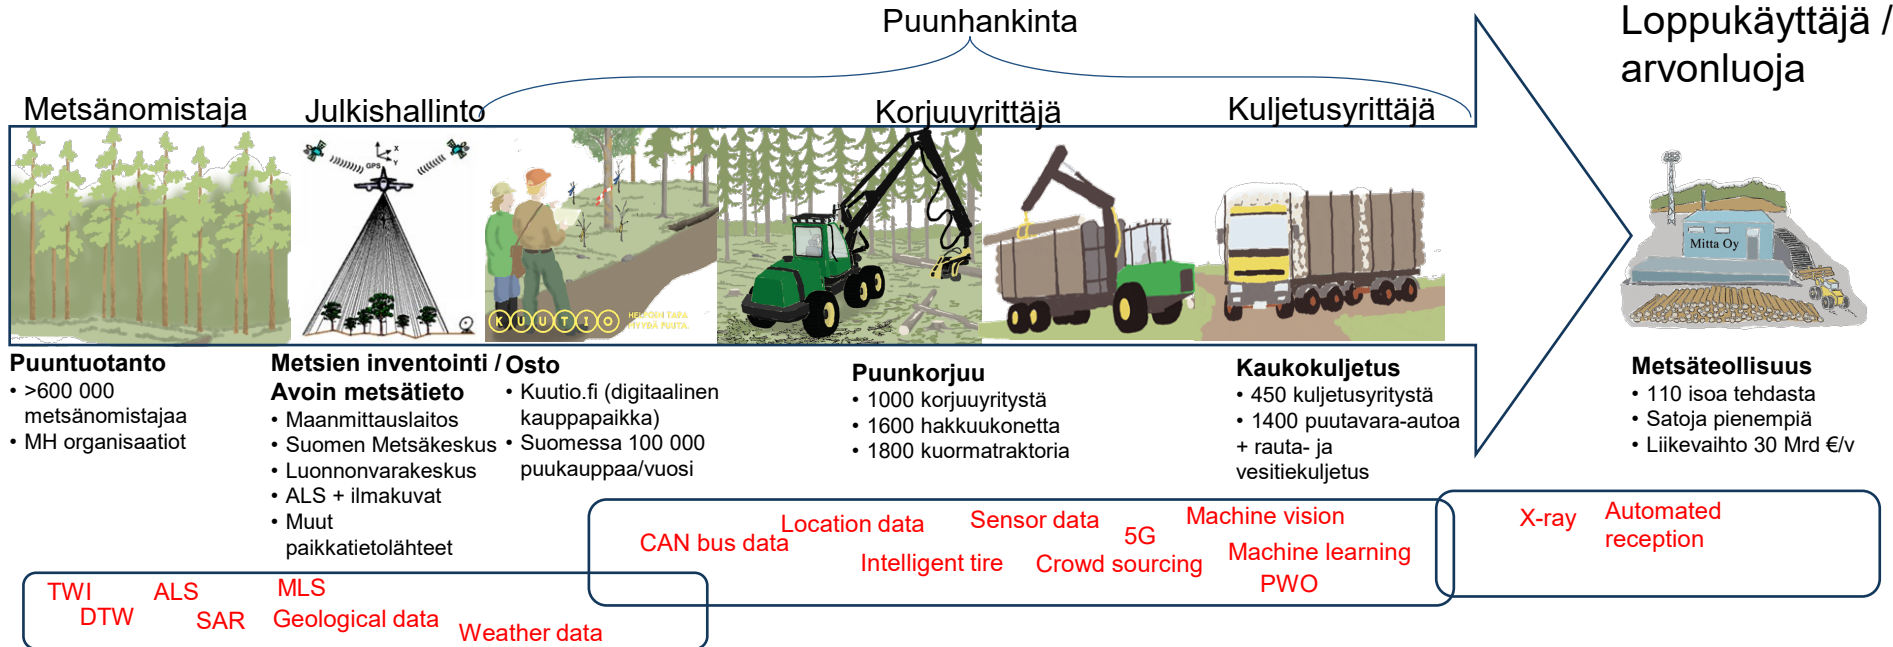 Puunhankinta
Loppukäyttäjä /
arvonluoja
Metsänomistaja
Julkishallinto
Korjuuyrittäjä
Kuljetusyrittäjä
X
Y
GPS
KUUTIO
HELPOIN TAPA
MYYDÄ PUUTA.
Mitta Oy
Puuntuotanto
• >600 000
metsänomistajaa
• MH organisaatiot
Metsien inventointi /
Avoin metsätieto
• Maanmittauslaitos
• Suomen Metsäkeskus
• Luonnonvarakeskus
• ALS + ilmakuvat
• Muut
paikkatietolähteet
Osto
• Kuutio.fi (digitaalinen
kauppapaikka)
• Suomessa 100 000
puukauppaa/vuosi
Puunkorjuu
• 1000 korjuuyritystä
• 1600 hakkuukonetta
• 1800 kuormatraktoria
Kaukokuljetus
• 450 kuljetusyritystä
• 1400 puutavara-autoa
+ rauta- ja
vesitiekuljetus
Metsäteollisuus
• 110 isoa tehdasta
• Satoja pienempiä
• Liikevaihto 30 Mrd €/v
TWI
ALS
MLS
DTW
SAR
Geological data
Weather data
CAN bus data
Location data
Sensor data
Machine vision
Intelligent tire
5G
Crowd sourcing
Machine learning
PWO
X-ray
Automated
reception